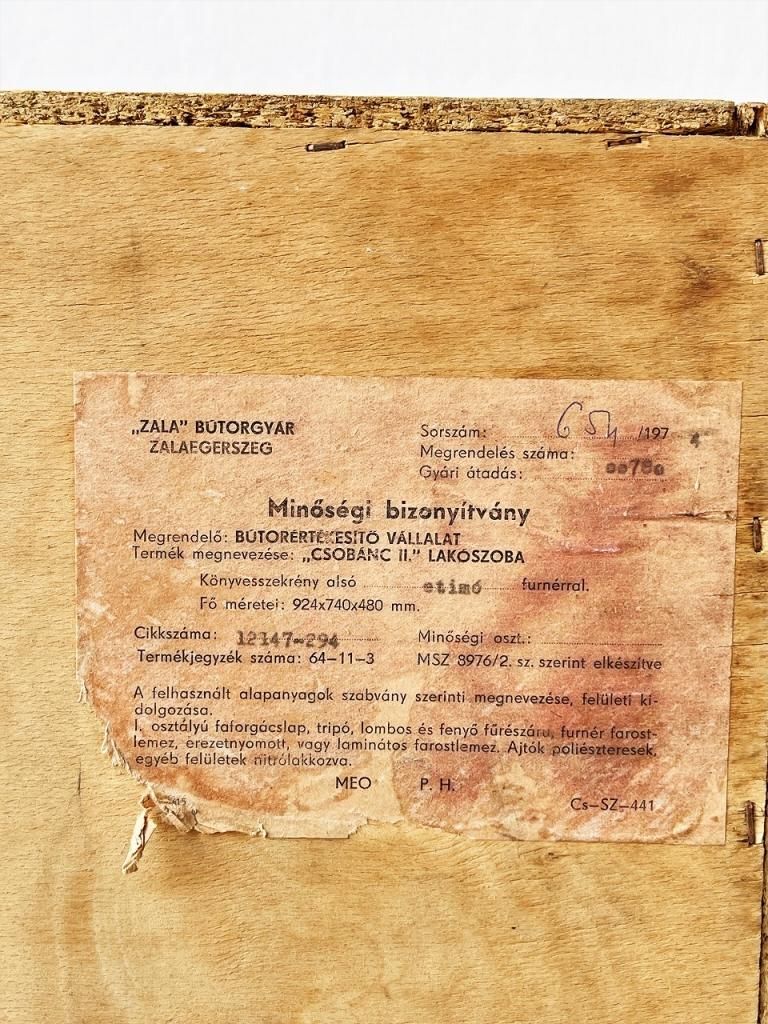 „ZALA” BÚTORGYÁR
ZALAEGERSZEG
Sorszám: /197 4
Megrendelés száma:
Gyári átadás:
Minőségi bizonyítvány
Megrendelő: BÚTORÉRTÉKESÍTŐ VÁLLALAT
Termék megnevezése: „CSOBÁNC II.” LAKÓSZOBA
Könyvesszekrény alsó etimó furnérral.
Fő méretei: 924x740x480 mm.
Cikkszáma: 12147-294
Minőségi oszt.:
Termékjegyzék száma: 64–11–3
MSZ 8976/2. sz. szerint elkészítve
A felhasznált alapanyagok szabvány szerinti megnevezése, felületi ki-
dolgozása.
I. osztályú faforgácslap, tripó, lombos és fenyő fűrészáru, furnér farost-
lemez, erezetnyomott, vagy laminátos farostlemez. Ajtók poliészteresek,
egyéb felületek nitrólakkozva.
MEO P. H.
Cs–SZ–441